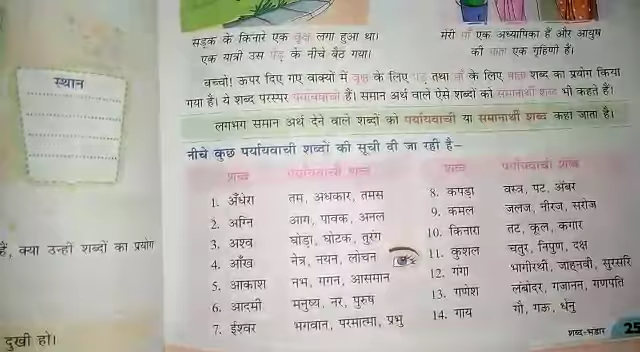 सड़क के किनारे एक वृक्ष लगा हुआ था।
एक यात्री उस पेड़ के नीचे बैठ गया।
मेरी माँ एक अध्यापिका हैं और आयुष
की माता एक गृहिणी हैं।
बच्चो! ऊपर दिए गए वाक्यों में वृक्ष के लिए पेड़ तथा माँ के लिए माता शब्द का प्रयोग किया
गया है। ये शब्द परस्पर पर्यायवाची हैं। समान अर्थ वाले ऐसे शब्दों को समानार्थी शब्द भी कहते हैं।
लगभग समान अर्थ देने वाले शब्दों को पर्यायवाची या समानार्थी शब्द कहा जाता है।
नीचे कुछ पर्यायवाची शब्दों की सूची दी जा रही है–
शब्द पर्यायवाची शब्द
1. अँधेरा तम, अंधकार, तमस
2. अग्नि आग, पावक, अनल
3. अश्व घोड़ा, घोटक, तुरंग
4. आँख नेत्र, नयन, लोचन
5. आकाश नभ, गगन, आसमान
6. आदमी मनुष्य, नर, पुरुष
7. ईश्वर भगवान, परमात्मा, प्रभु
शब्द पर्यायवाची शब्द
8. कपड़ा वस्त्र, पट, अंबर
9. कमल जलज, नीरज, सरोज
10. किनारा तट, कूल, कगार
11. कुशल चतुर, निपुण, दक्ष
12. गंगा भागीरथी, जाह्नवी, सुरसरि
13. गणेश लंबोदर, गजानन, गणपति
14. गाय गौ, गऊ, धेनु
शब्द-भंडार 25
स्थान
हैं, क्या उन्हीं शब्दों का प्रयोग
दुखी हो।